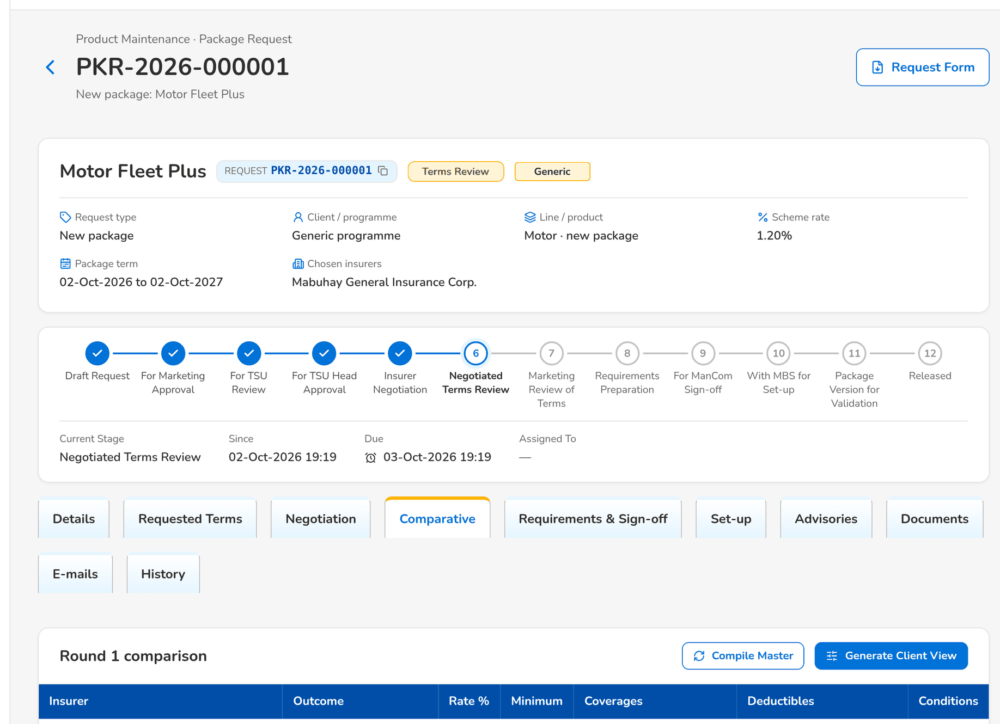 Product Maintenance · Package Request
PKR-2026-000001
New package: Motor Fleet Plus
Request Form
Motor Fleet Plus REQUEST PKR-2026-000001 Terms Review Generic
Request type Client / programme Line / product Scheme rate
New package Generic programme Motor · new package 1.20%
Package term Chosen insurers
02-Oct-2026 to 02-Oct-2027 Mabuhay General Insurance Corp.
6 7 8 9 10 11 12
Draft Request For Marketing For TSU For TSU Head Insurer Negotiated Marketing Requirements For ManCom With MBS for Package Released
Approval Review Approval Negotiation Terms Review Review of Preparation Sign-off Set-up Version for
Terms Validation
Current Stage Since Due Assigned To
Negotiated Terms Review 02-Oct-2026 19:19 03-Oct-2026 19:19 —
Details Requested Terms Negotiation Comparative Requirements & Sign-off Set-up Advisories Documents
E-mails History
Round 1 comparison Compile Master Generate Client View
Insurer Outcome Rate % Minimum Coverages Deductibles Conditions